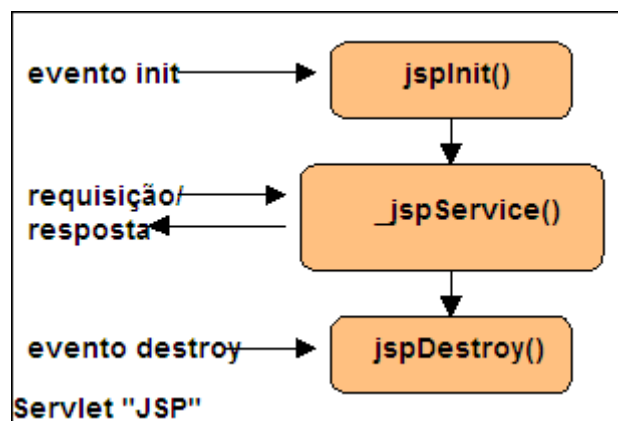 evento init
jspInit()
requisição/
resposta
_jspService()
evento destroy
jspDestroy()
Servlet "JSP"